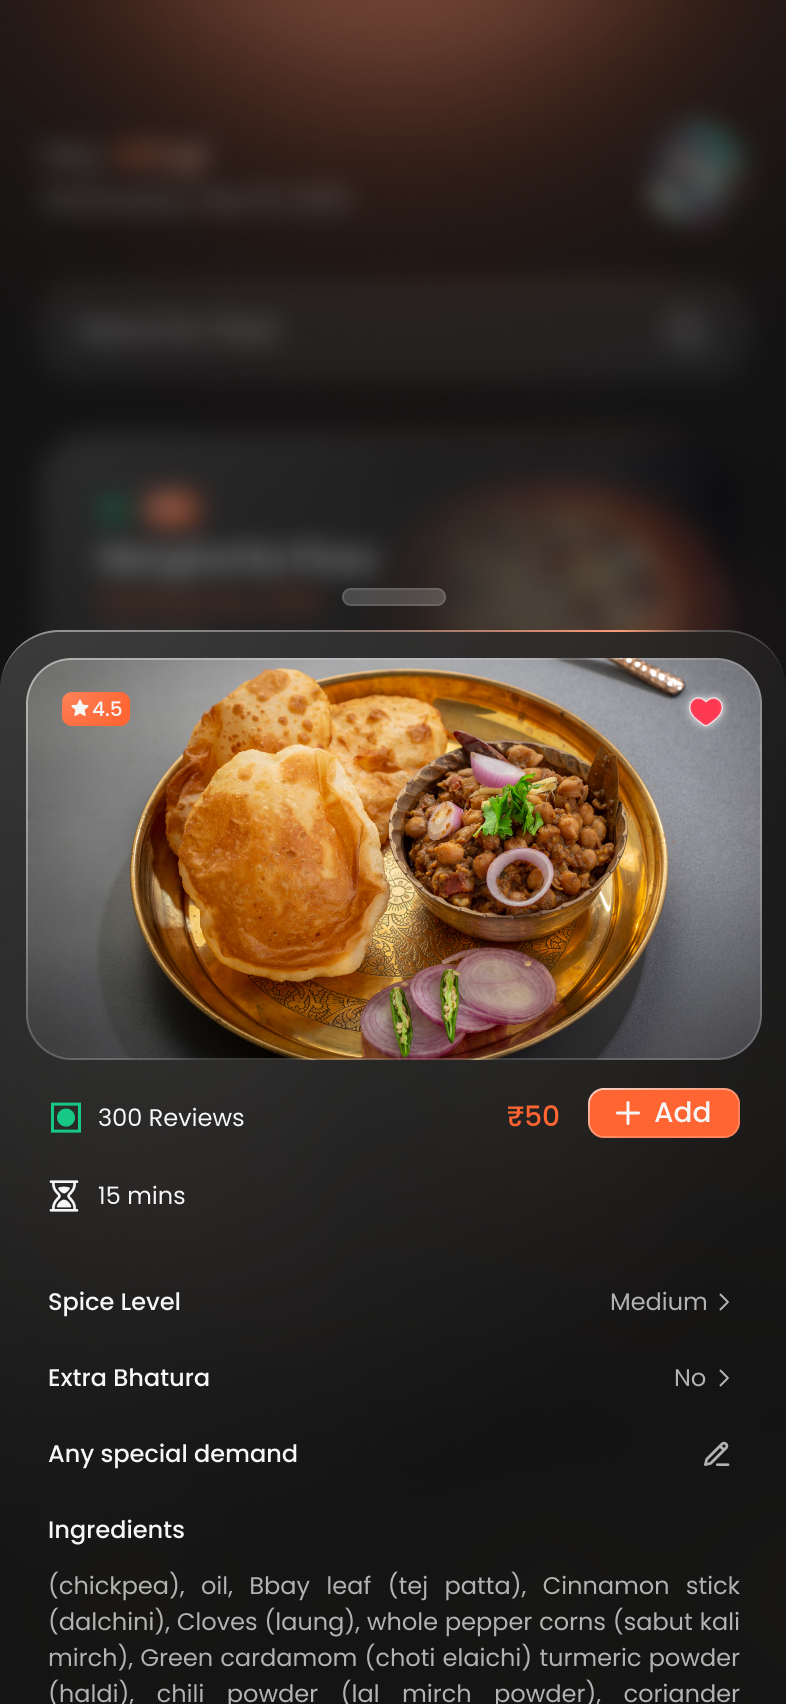 4.5
300 Reviews
₹50
Add
15 mins
Spice Level
Medium
Extra Bhatura
No
Any special demand
Ingredients
(chickpea), oil, Bbay leaf (tej patta), Cinnamon stick
(dalchini), Cloves (laung), whole pepper corns (sabut kali
mirch), Green cardamom (choti elaichi) turmeric powder
(haldi), chili powder (lal mirch powder), coriander